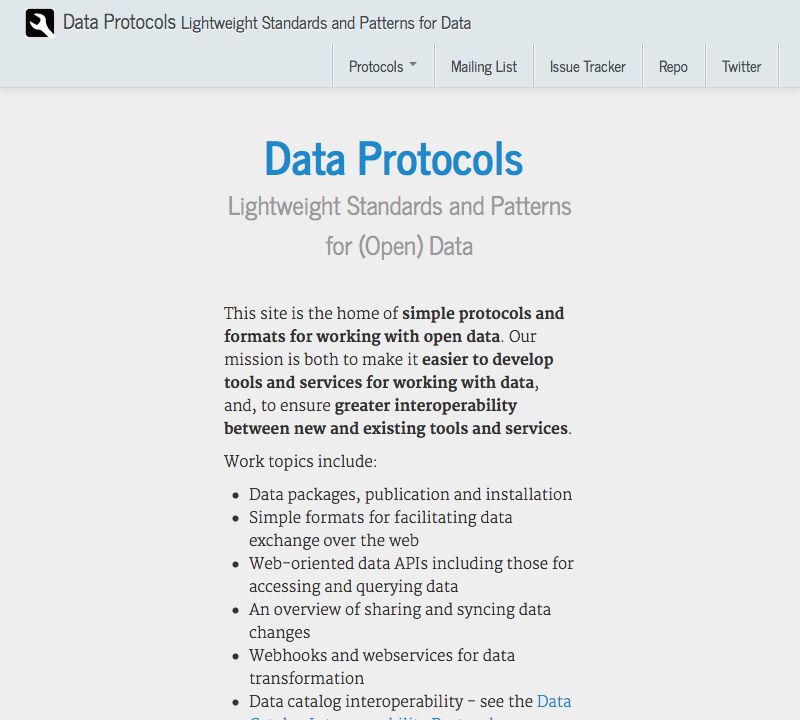 Data Protocols Lightweight Standards and Patterns for Data
Protocols Mailing List Issue Tracker Repo Twitter
Data Protocols
Lightweight Standards and Patterns
for (Open) Data
This site is the home of simple protocols and
formats for working with open data. Our
mission is both to make it easier to develop
tools and services for working with data,
and, to ensure greater interoperability
between new and existing tools and services.
Work topics include:
• Data packages, publication and installation
• Simple formats for facilitating data
exchange over the web
• Web-oriented data APIs including those for
accessing and querying data
• An overview of sharing and syncing data
changes
• Webhooks and webservices for data
transformation
• Data catalog interoperability - see the Data